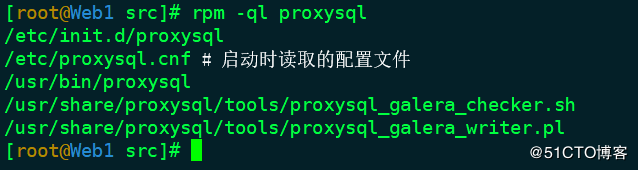 [root@Web1 src]# rpm -ql proxysql
/etc/init.d/proxysql
/etc/proxysql.cnf # 启动时读取的配置文件
/usr/bin/proxysql
/usr/share/proxysql/tools/proxysql_galera_checker.sh
/usr/share/proxysql/tools/proxysql_galera_writer.pl
[root@Web1 src]#
@51CTO博客